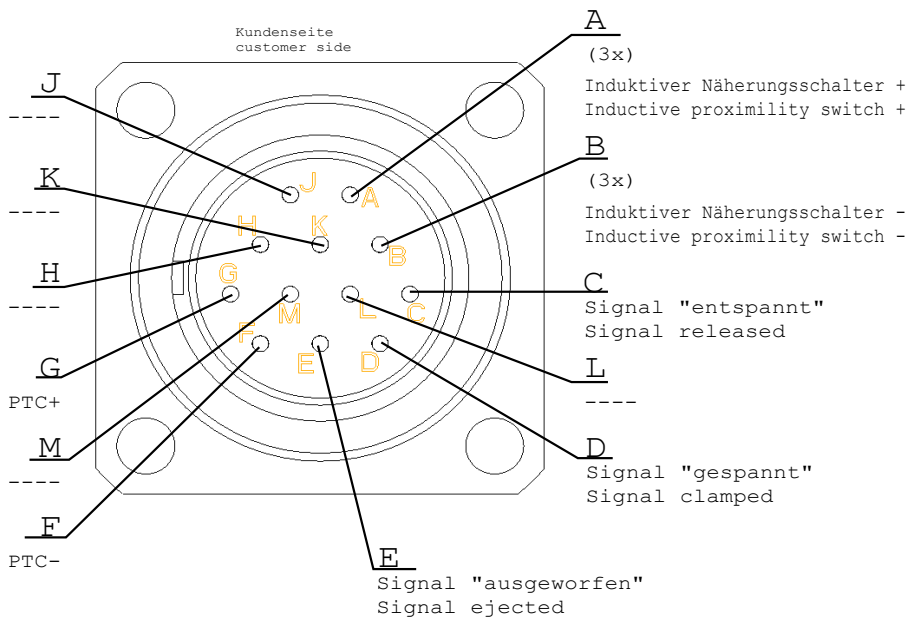 Kundenseite
customer side
A
(3x)
Induktiver Näherungsschalter +
Inductive proximility switch +
B
(3x)
Induktiver Näherungsschalter -
Inductive proximility switch -
C
Signal "entspannt"
Signal released
L
----
D
Signal "gespannt"
Signal clamped
E
Signal "ausgeworfen"
Signal ejected
J
----
K
----
H
----
G
PTC+
M
----
F
PTC-
J
A
H
K
B
G
M
L
C
F
E
D